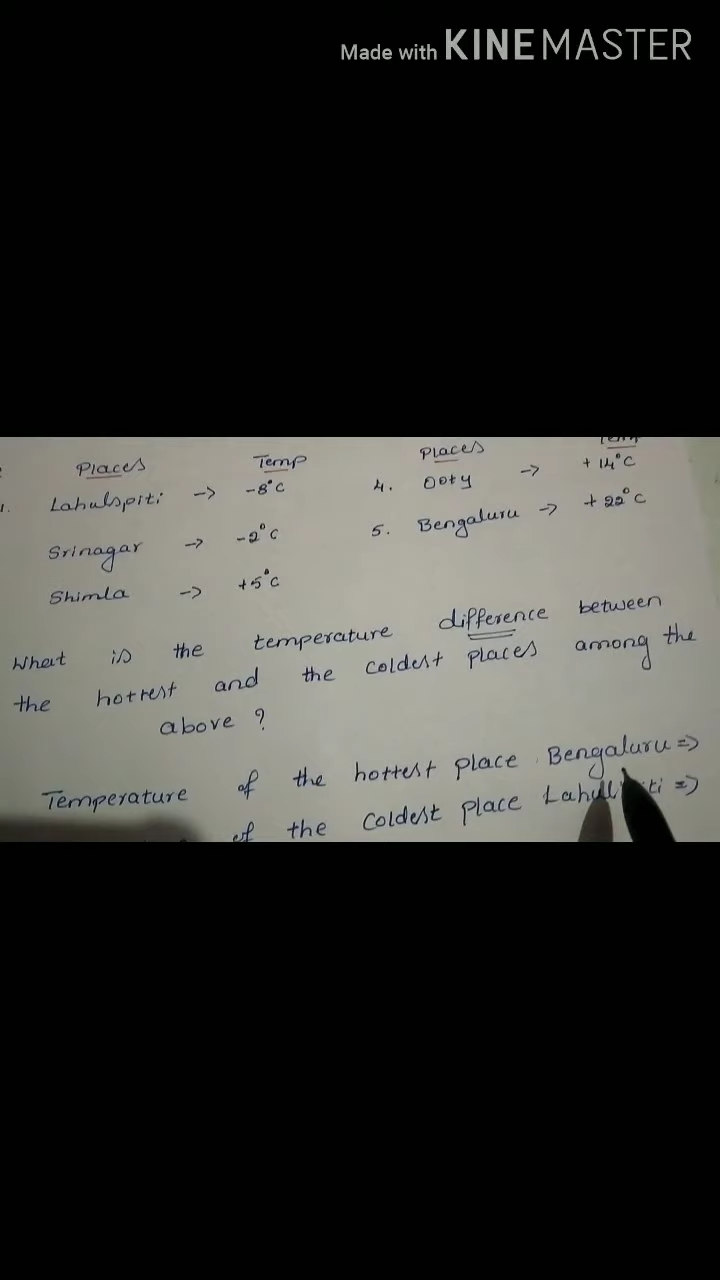 Made with KINEMASTER
Places Temp Places Temp
1. Lahulspiti -> -8°C 4. Ooty -> +14°C
Srinagar -> -2°C 5. Bengaluru -> +22°C
Shimla -> +5°C
What is the temperature difference between
the hottest and the coldest places among the
above ?
Temperature of the hottest place Bengaluru =>
of the coldest place =>